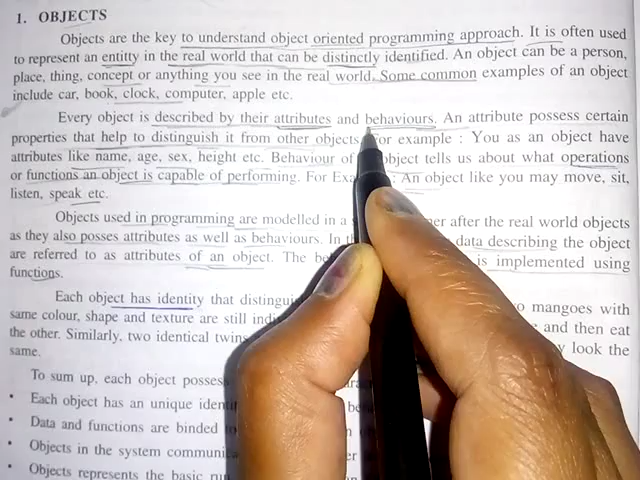 1. OBJECTS
Objects are the key to understand object oriented programming approach. It is often used
to represent an entity in the real world that can be distinctly identified. An object can be a person,
place, thing, concept or anything you see in the real world. Some common examples of an object
include car, book, clock, computer, apple etc.
Every object is described by their attributes and behaviours. An attribute possess certain
properties that help to distinguish it from other objects. For example : You as an object have
attributes like name, age, sex, height etc. Behaviour of object tells us about what operations
or functions an object is capable of performing. For : An object like you may move, sit,
listen, speak etc.
Objects used in programming are modelled in a after the real world objects
as they also posses attributes as well as behaviours. In data describing the object
are referred to as attributes of an object. The is implemented using
functions.
Each object has identity that mangoes with
same colour, shape and texture are still and then eat
the other. Similarly, two identical twins look the
same.
To sum up, each object possess
• Each object has an unique
• Data and functions are binded
• Objects in the system
• Objects represents the basic